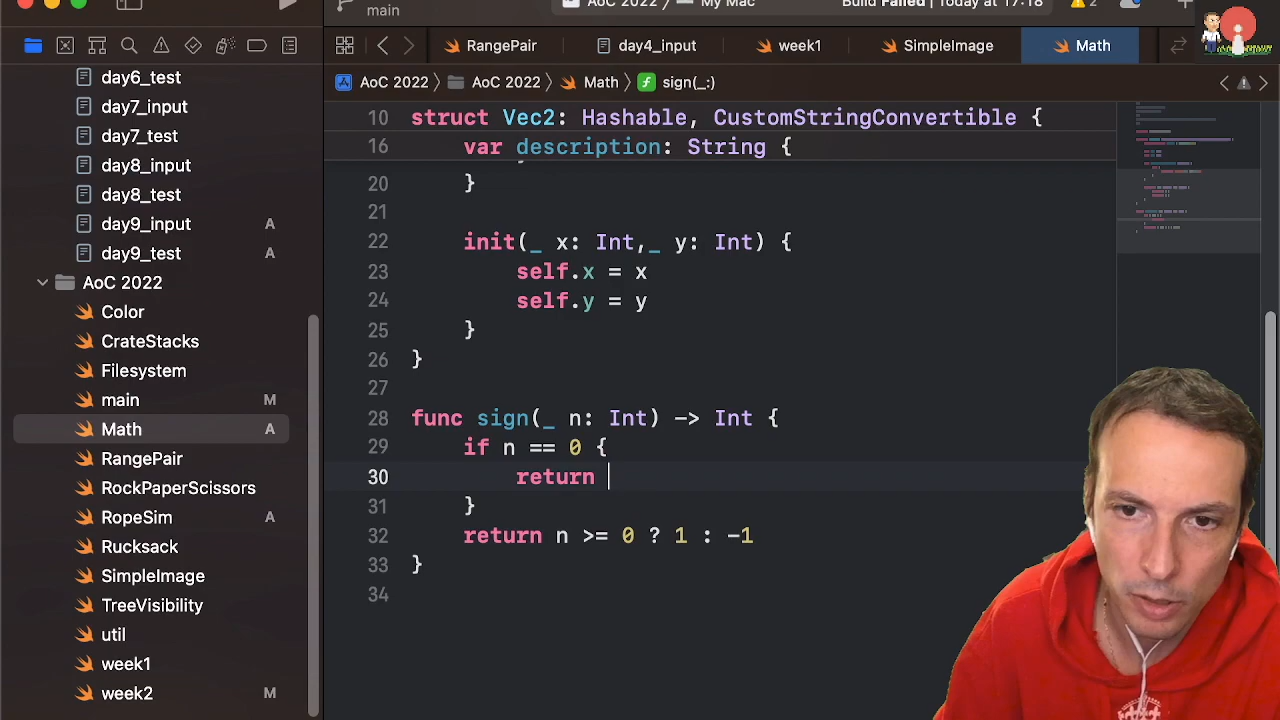 main
AoC 2022 My Mac
Build Failed | Today at 17:18
2
RangePair
day4_input
week1
SimpleImage
Math
AoC 2022 AoC 2022 Math sign(_:)
day6_test
day7_input
day7_test
day8_input
day8_test
day9_input A
day9_test A
AoC 2022
Color
CrateStacks
Filesystem
main M
Math A
RangePair
RockPaperScissors
RopeSim A
Rucksack
SimpleImage
TreeVisibility
util
week1
week2 M
10 struct Vec2: Hashable, CustomStringConvertible {
16 var description: String {
20 }
21
22 init(_ x: Int,_ y: Int) {
23 self.x = x
24 self.y = y
25 }
26 }
27
28 func sign(_ n: Int) -> Int {
29 if n == 0 {
30 return
31 }
32 return n >= 0 ? 1 : -1
33 }
34